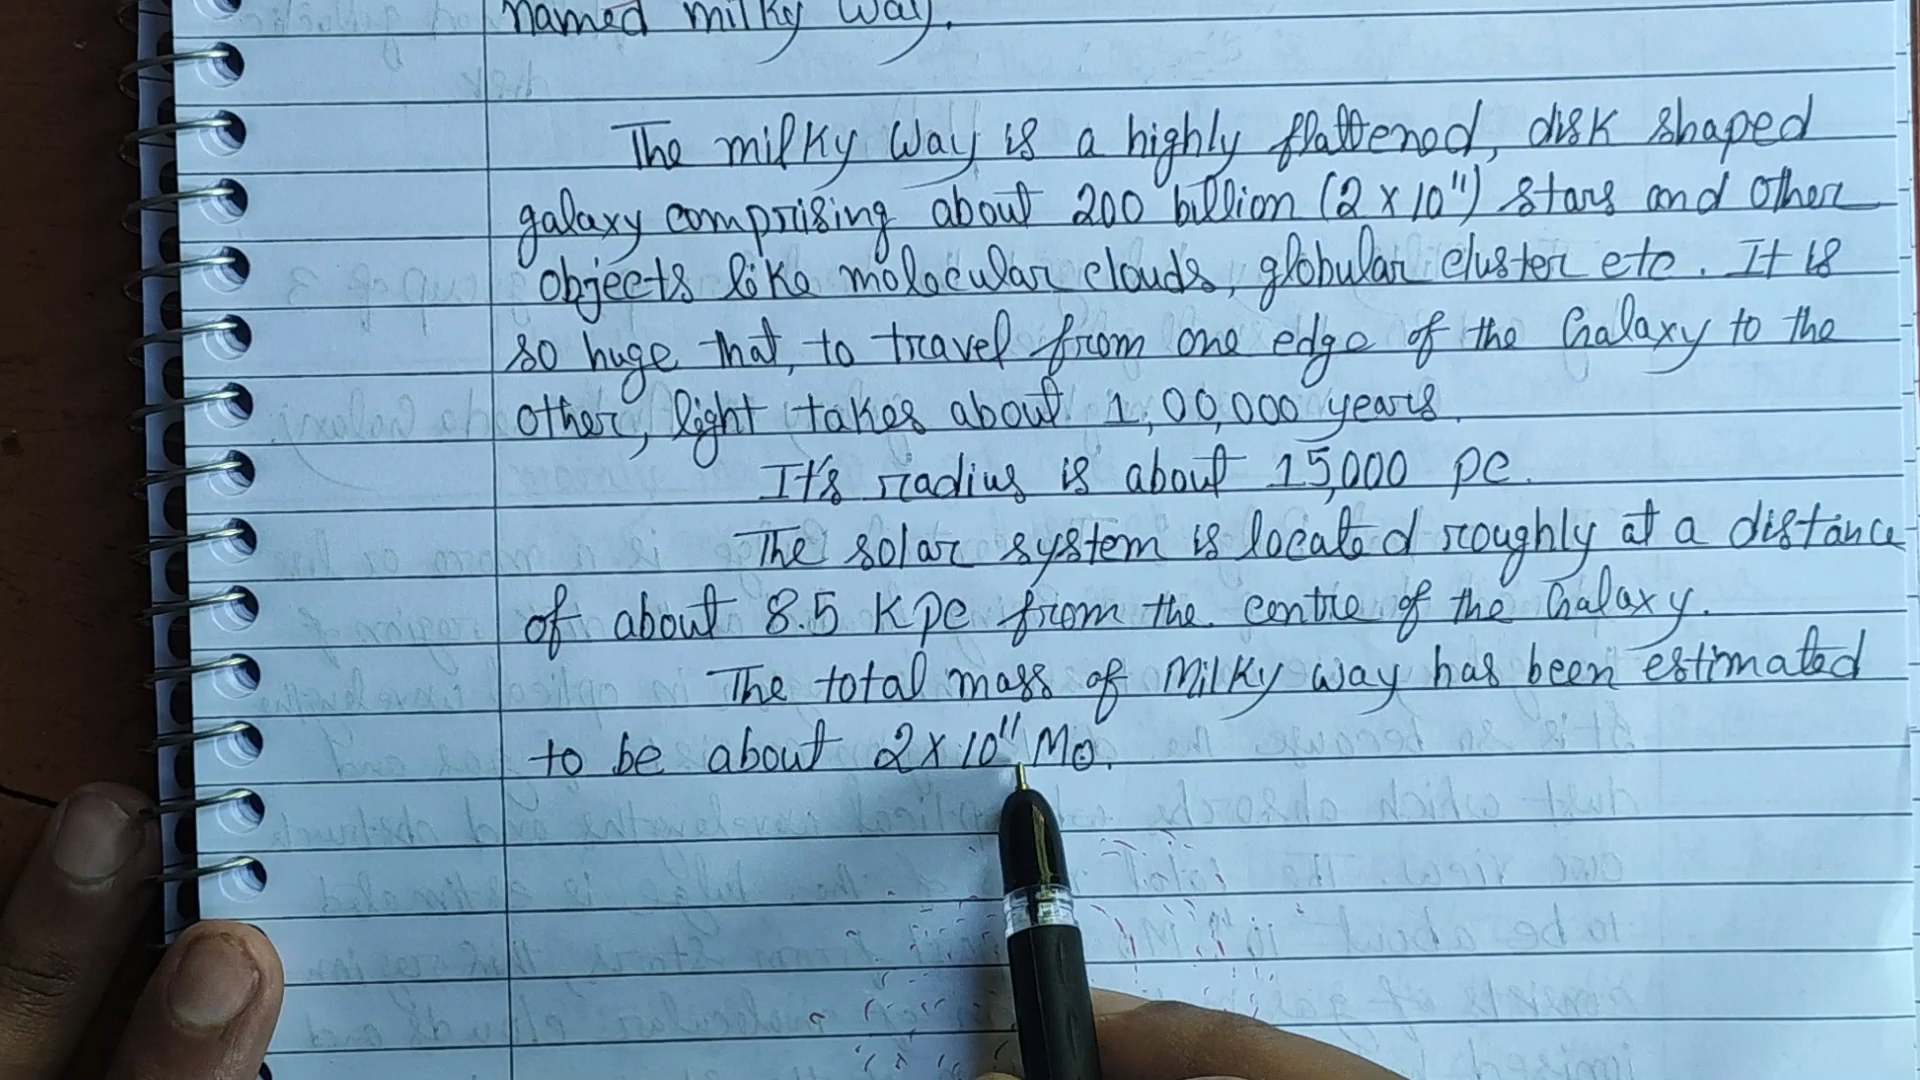 named milky way.
The milky way is a highly flattened, disk shaped
galaxy comprising about 200 billion (2 x 10¹¹) stars and other
objects like molecular clouds, globular cluster etc. It is
so huge that, to travel from one edge of the Galaxy to the
other, light takes about 1,00,000 years.
It's radius is about 15,000 pc.
The solar system is located roughly at a distance
of about 8.5 Kpc from the centre of the Galaxy.
The total mass of Milky way has been estimated
to be about 2 x 10¹¹ M⊙.